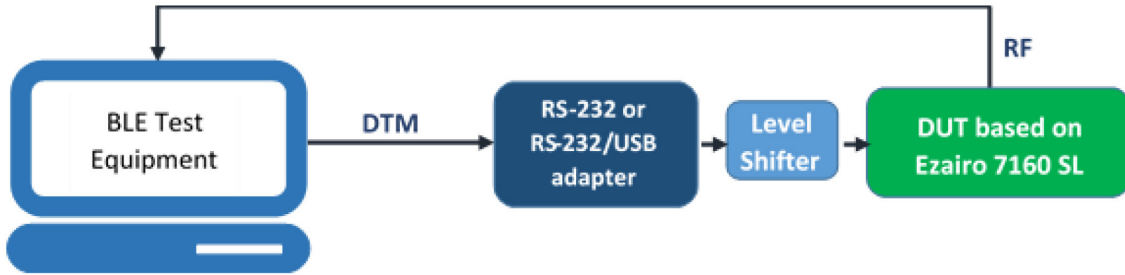 RF
BLE Test
Equipment
DTM
RS-232 or
RS-232/USB
adapter
Level
Shifter
DUT based on
Ezairo 7160 SL